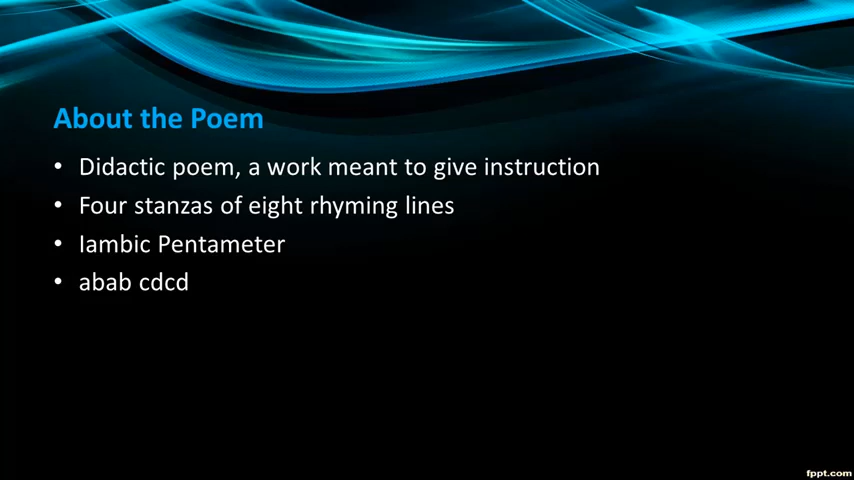 About the Poem
• Didactic poem, a work meant to give instruction
• Four stanzas of eight rhyming lines
• Iambic Pentameter
• abab cdcd
fppt.com